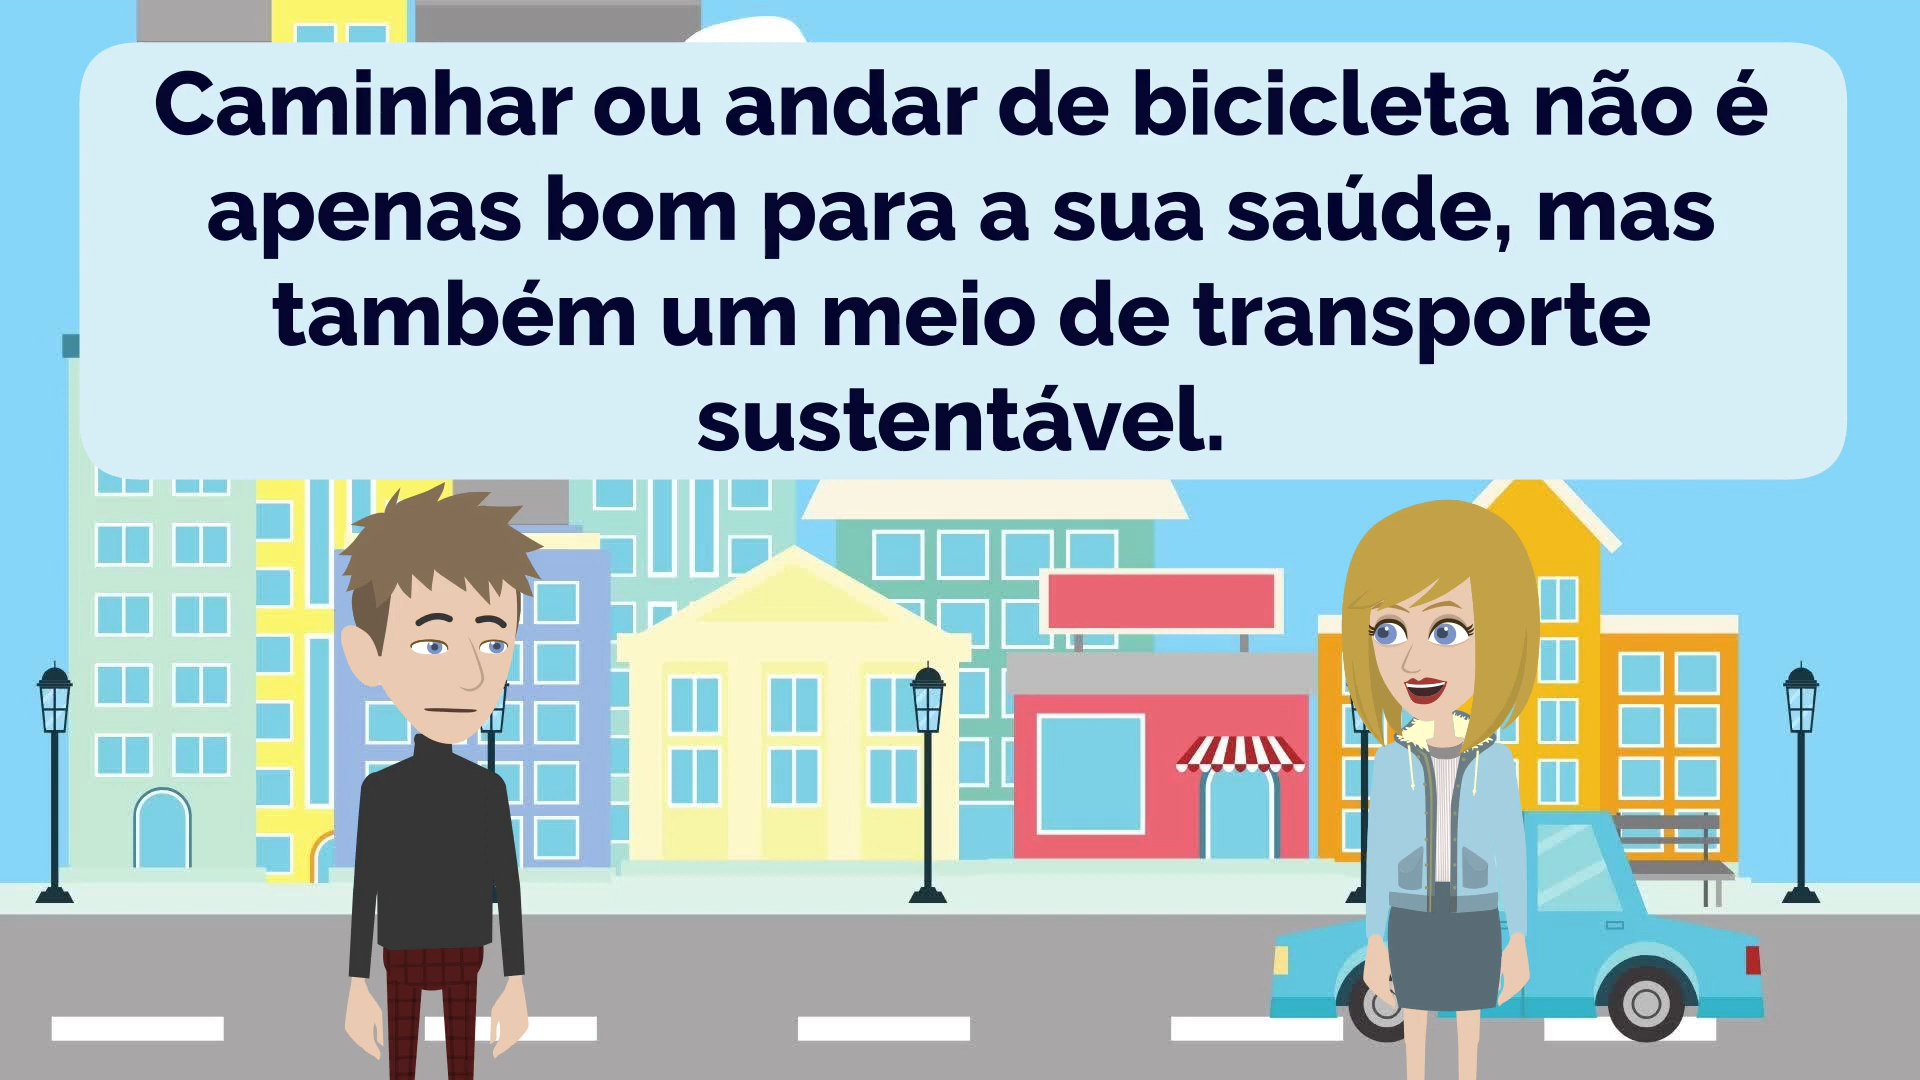 Caminhar ou andar de bicicleta não é
apenas bom para a sua saúde, mas
também um meio de transporte
sustentável.